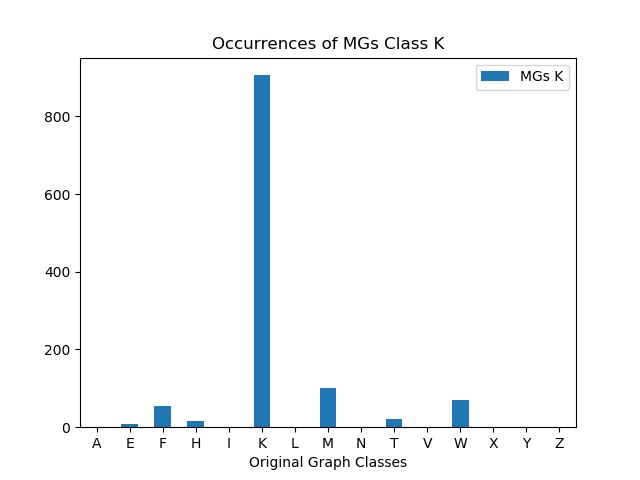 Occurrences of MGs Class K
MGs K
800
600
400
200
0
A E F H I K L M N T V W X Y Z
Original Graph Classes